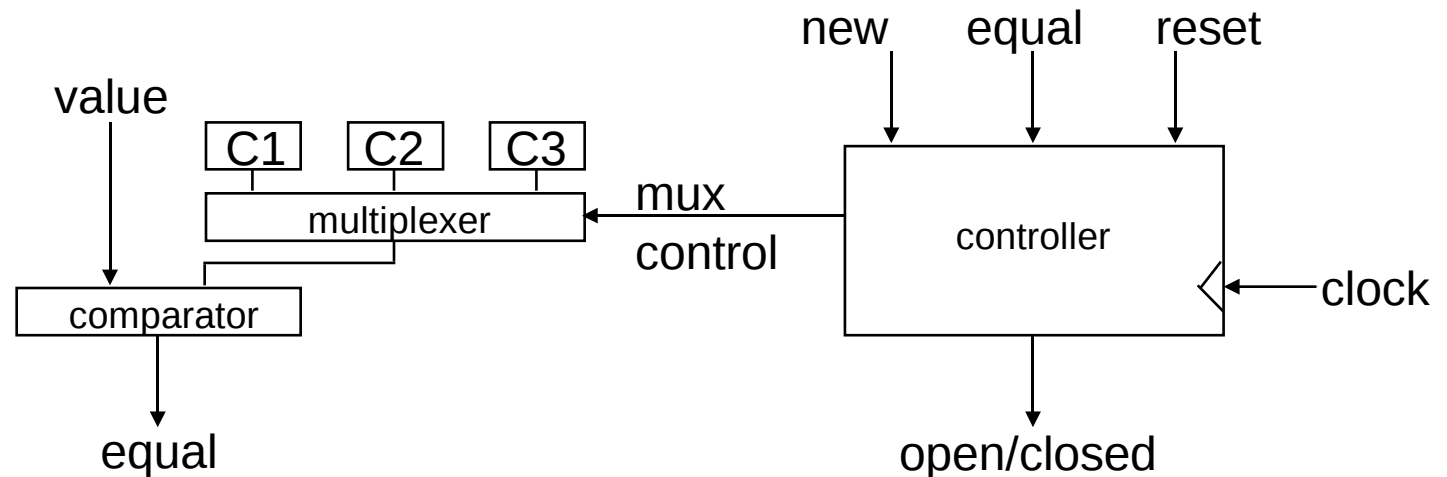 new equal reset
value
C1 C2 C3
mux
multiplexer
control
controller
clock
comparator
equal
open/closed